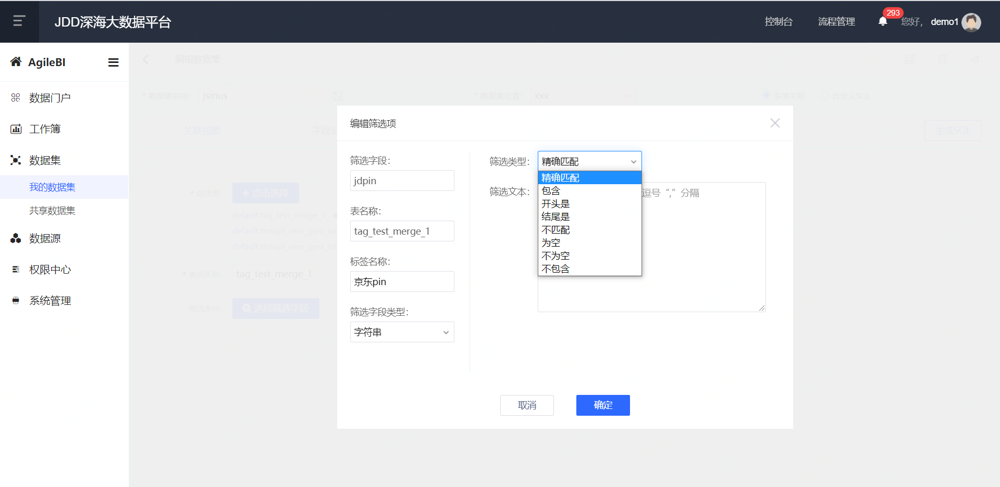 JDD深海大数据平台
控制台
流程管理
293
您好，
demo1
AgileBI
数据门户
工作簿
数据集
我的数据集
共享数据集
数据源
权限中心
系统管理
编辑数据集
* 数据集名称:
jsinus
* 数据集位置:
xxx
多表关联
自定义SQL
关联视图
字段设
生成SQL
* 选择表:
点击选择
default.tag_test_merge_1
default.dmupf_user_gyrx_tab
default.dmupf_user_gyrx_tab
* 表间关联:
tag_test_merge_1
筛选条件:
选择筛选字段
编辑筛选项
筛选字段：
jdpin
表名称：
tag_test_merge_1
标签名称：
京东pin
筛选字段类型：
字符串
筛选类型：
精确匹配
精确匹配
包含
开头是
结尾是
不匹配
为空
不为空
不包含
筛选文本：
逗号“,”分隔
取消
确定